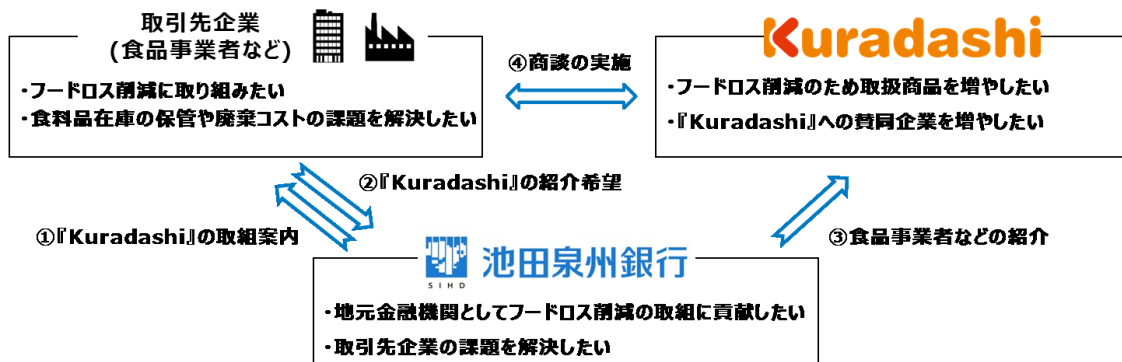 取引先企業
(食品事業者など)
・フードロス削減に取り組みたい
・食料品在庫の保管や廃棄コストの課題を解決したい
④商談の実施
Kuradashi
・フードロス削減のため取扱商品を増やしたい
・『Kuradashi』への賛同企業を増やしたい
②『Kuradashi』の紹介希望
①『Kuradashi』の取組案内
③食品事業者などの紹介
SIHD
池田泉州銀行
・地元金融機関としてフードロス削減の取組に貢献したい
・取引先企業の課題を解決したい